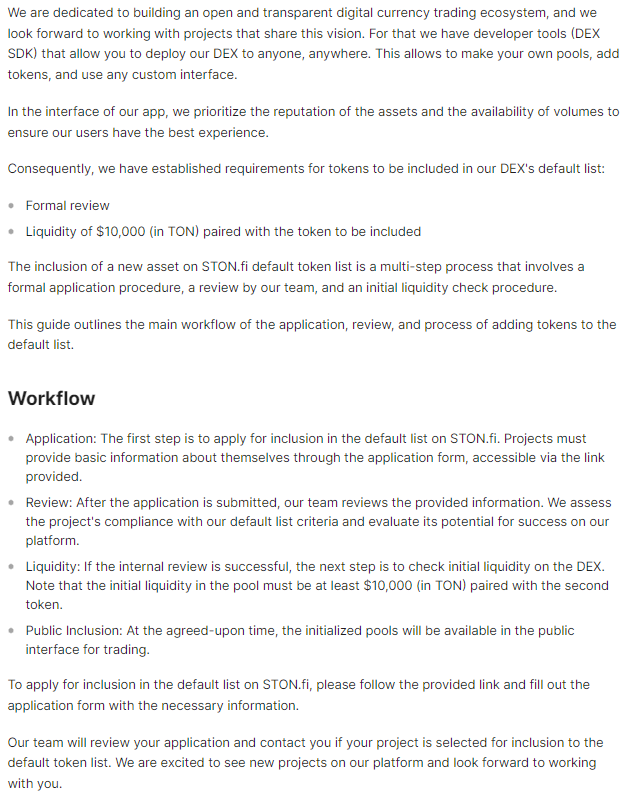 We are dedicated to building an open and transparent digital currency trading ecosystem, and we
look forward to working with projects that share this vision. For that we have developer tools (DEX
SDK) that allow you to deploy our DEX to anyone, anywhere. This allows to make your own pools, add
tokens, and use any custom interface.
In the interface of our app, we prioritize the reputation of the assets and the availability of volumes to
ensure our users have the best experience.
Consequently, we have established requirements for tokens to be included in our DEX's default list:
• Formal review
• Liquidity of $10,000 (in TON) paired with the token to be included
The inclusion of a new asset on STON.fi default token list is a multi-step process that involves a
formal application procedure, a review by our team, and an initial liquidity check procedure.
This guide outlines the main workflow of the application, review, and process of adding tokens to the
default list.
Workflow
• Application: The first step is to apply for inclusion in the default list on STON.fi. Projects must
provide basic information about themselves through the application form, accessible via the link
provided.
• Review: After the application is submitted, our team reviews the provided information. We assess
the project's compliance with our default list criteria and evaluate its potential for success on our
platform.
• Liquidity: If the internal review is successful, the next step is to check initial liquidity on the DEX.
Note that the initial liquidity in the pool must be at least $10,000 (in TON) paired with the second
token.
• Public Inclusion: At the agreed-upon time, the initialized pools will be available in the public
interface for trading.
To apply for inclusion in the default list on STON.fi, please follow the provided link and fill out the
application form with the necessary information.
Our team will review your application and contact you if your project is selected for inclusion to the
default token list. We are excited to see new projects on our platform and look forward to working
with you.